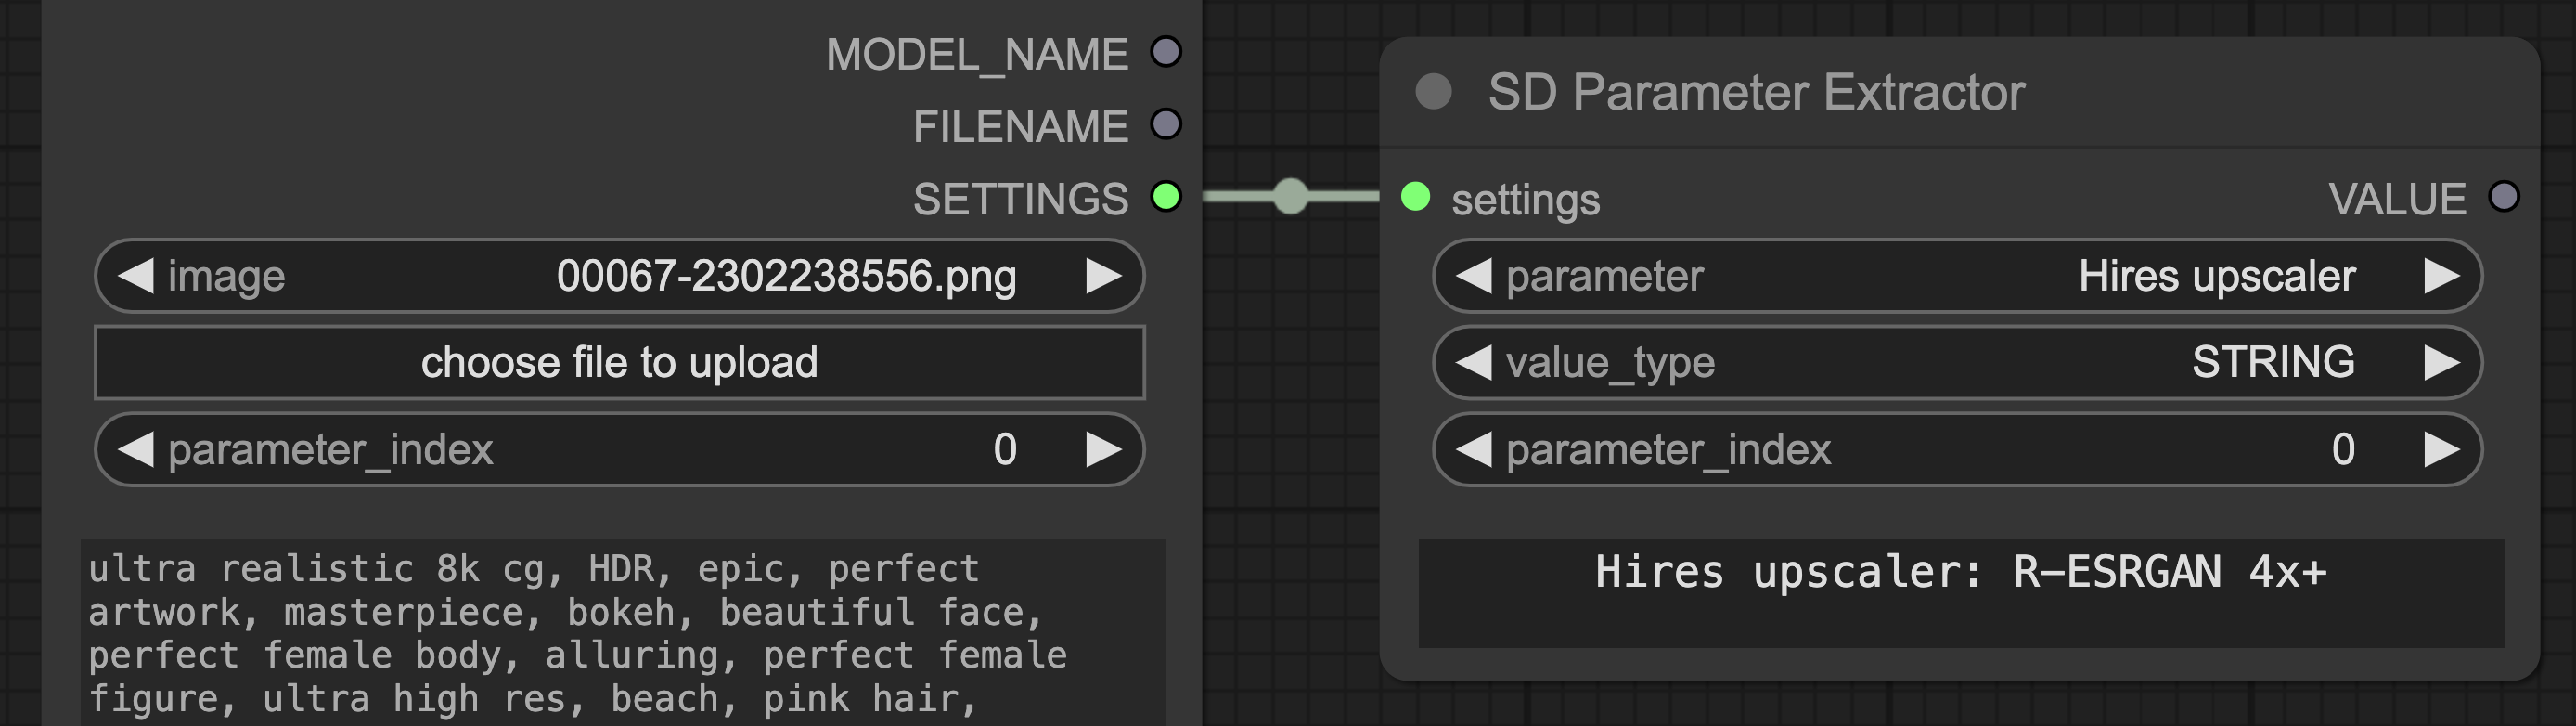 MODEL_NAME
FILENAME
SETTINGS
image 00067-2302238556.png
choose file to upload
parameter_index 0
ultra realistic 8k cg, HDR, epic, perfect
artwork, masterpiece, bokeh, beautiful face,
perfect female body, alluring, perfect female
figure, ultra high res, beach, pink hair,
SD Parameter Extractor
settings VALUE
parameter Hires upscaler
value_type STRING
parameter_index 0
Hires upscaler: R-ESRGAN 4x+